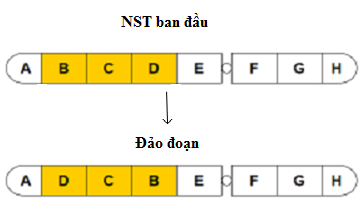 NST ban đầu
A B C D E F G H
Đảo đoạn
A D C B E F G H